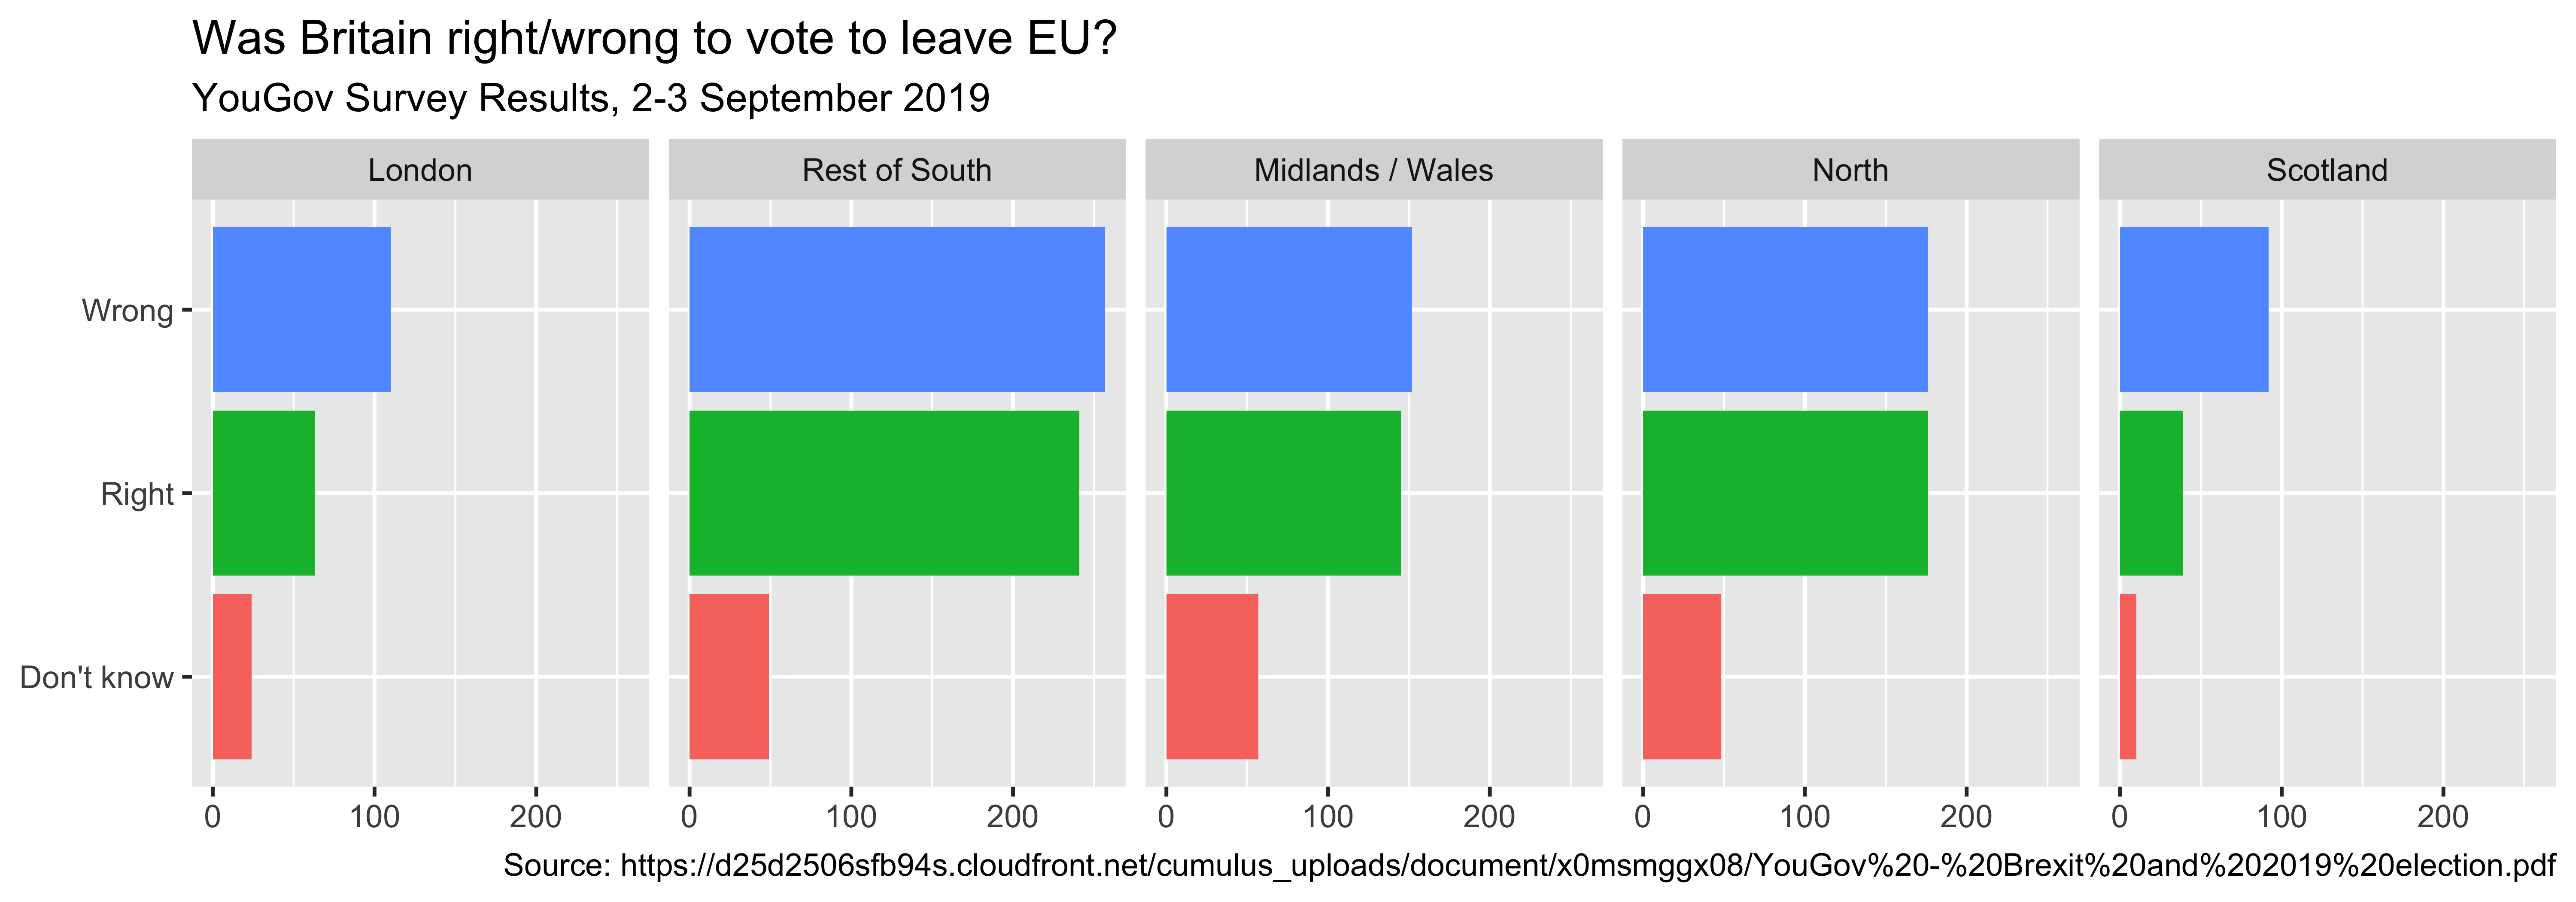 Was Britain right/wrong to vote to leave EU?
YouGov Survey Results, 2-3 September 2019
London Rest of South Midlands / Wales North Scotland
Wrong
Right
Don't know
0 100 200 0 100 200 0 100 200 0 100 200 0 100 200
Source: https://d25d2506sfb94s.cloudfront.net/cumulus_uploads/document/x0msmggx08/YouGov%20-%20Brexit%20and%202019%20election.pdf